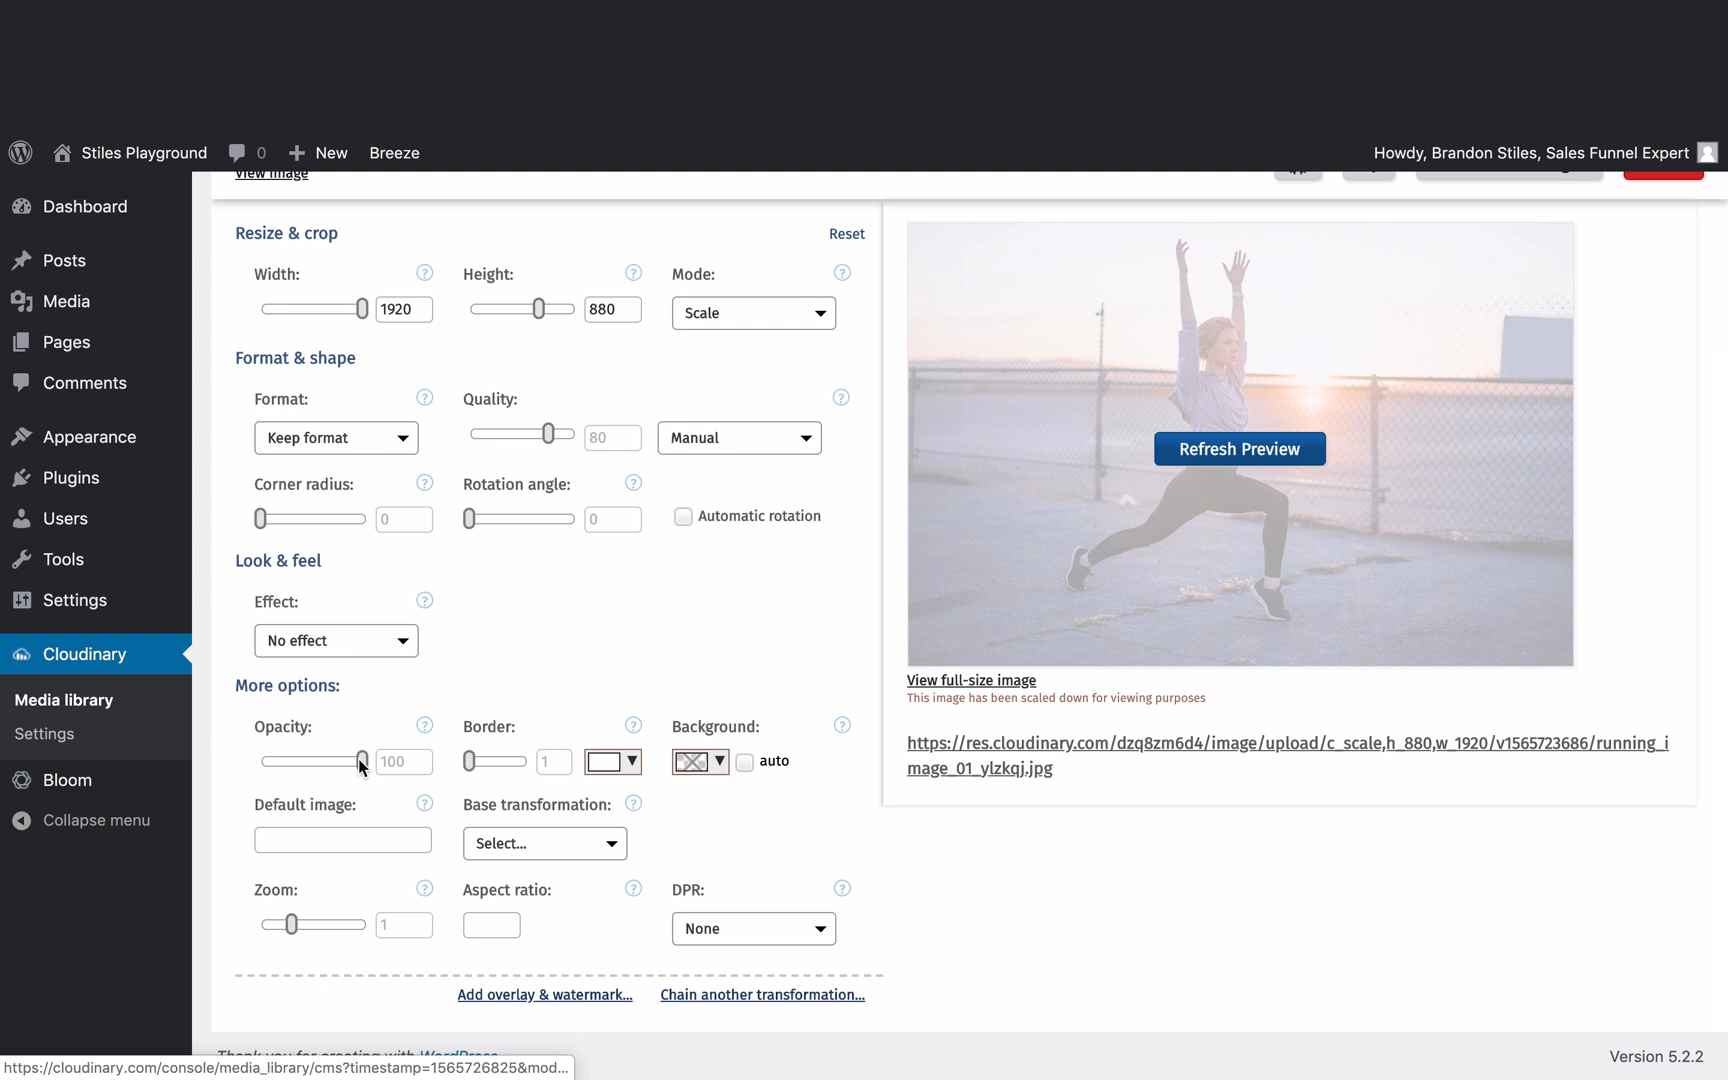 Stiles Playground
0
New
Breeze
Howdy, Brandon Stiles, Sales Funnel Expert
View image
Dashboard
Posts
Media
Pages
Comments
Appearance
Plugins
Users
Tools
Settings
Cloudinary
Media library
Settings
Bloom
Collapse menu
Resize & crop
Reset
Width: ?
Height: ?
Mode: ?
1920
880
Scale
Format & shape
Format: ?
Quality: ?
Keep format
80
Manual
Corner radius: ?
Rotation angle: ?
0
0
Automatic rotation
Look & feel
Effect: ?
No effect
More options:
Opacity: ?
Border: ?
Background: ?
100
1
auto
Default image: ?
Base transformation: ?
Select...
Zoom: ?
Aspect ratio: ?
DPR: ?
1
None
Add overlay & watermark...
Chain another transformation...
Refresh Preview
View full-size image
This image has been scaled down for viewing purposes
https://res.cloudinary.com/dzq8zm6d4/image/upload/c_scale,h_880,w_1920/v1565723686/running_i
mage_01_ylzkqj.jpg
Thank you for creating with WordPress
Version 5.2.2
https://cloudinary.com/console/media_library/cms?timestamp=1565726825&mod...